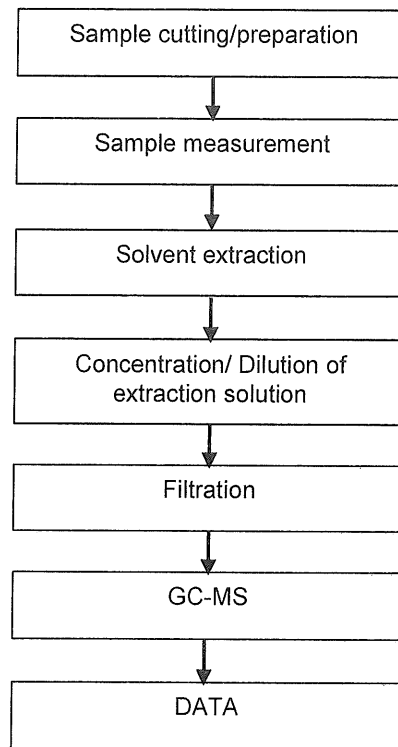 Sample cutting/preparation
Sample measurement
Solvent extraction
Concentration/ Dilution of
extraction solution
Filtration
GC-MS
DATA